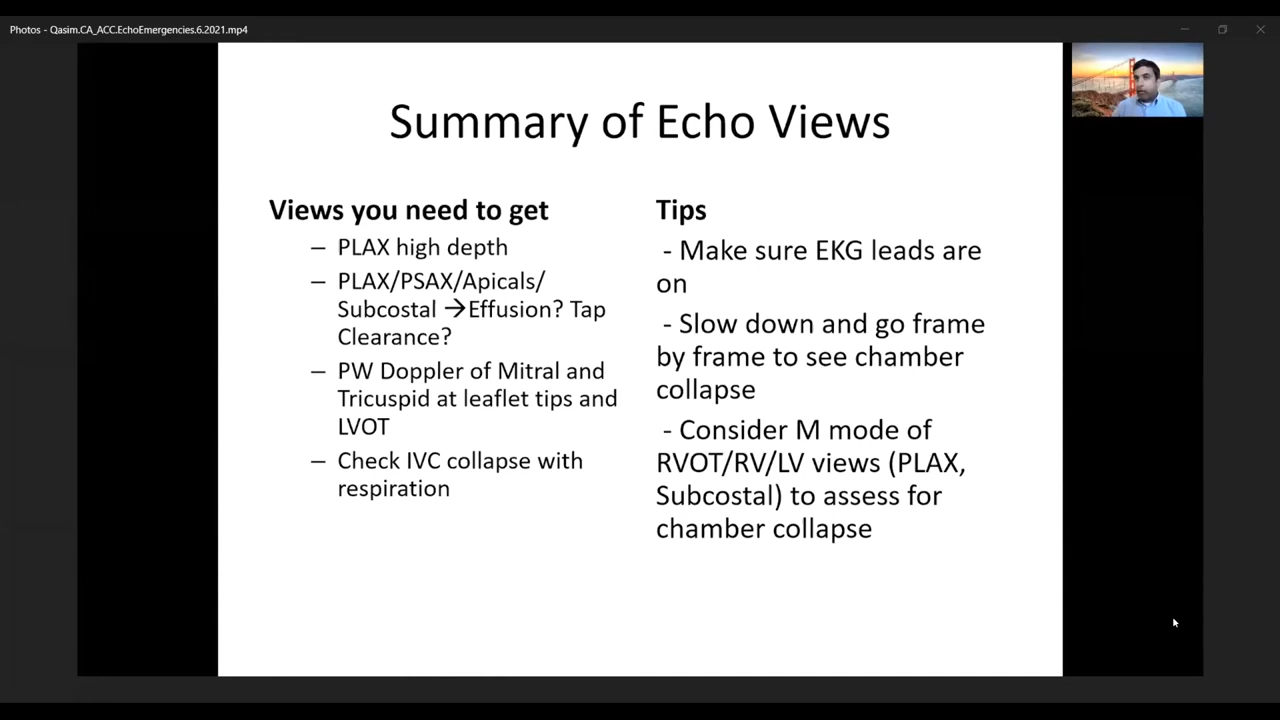 Photos - Qasim.CA_ACC.EchoEmergencies.6.2021.mp4
Summary of Echo Views
Views you need to get
– PLAX high depth
– PLAX/PSAX/Apicals/
Subcostal →Effusion? Tap
Clearance?
– PW Doppler of Mitral and
Tricuspid at leaflet tips and
LVOT
– Check IVC collapse with
respiration
Tips
- Make sure EKG leads are
on
- Slow down and go frame
by frame to see chamber
collapse
- Consider M mode of
RVOT/RV/LV views (PLAX,
Subcostal) to assess for
chamber collapse